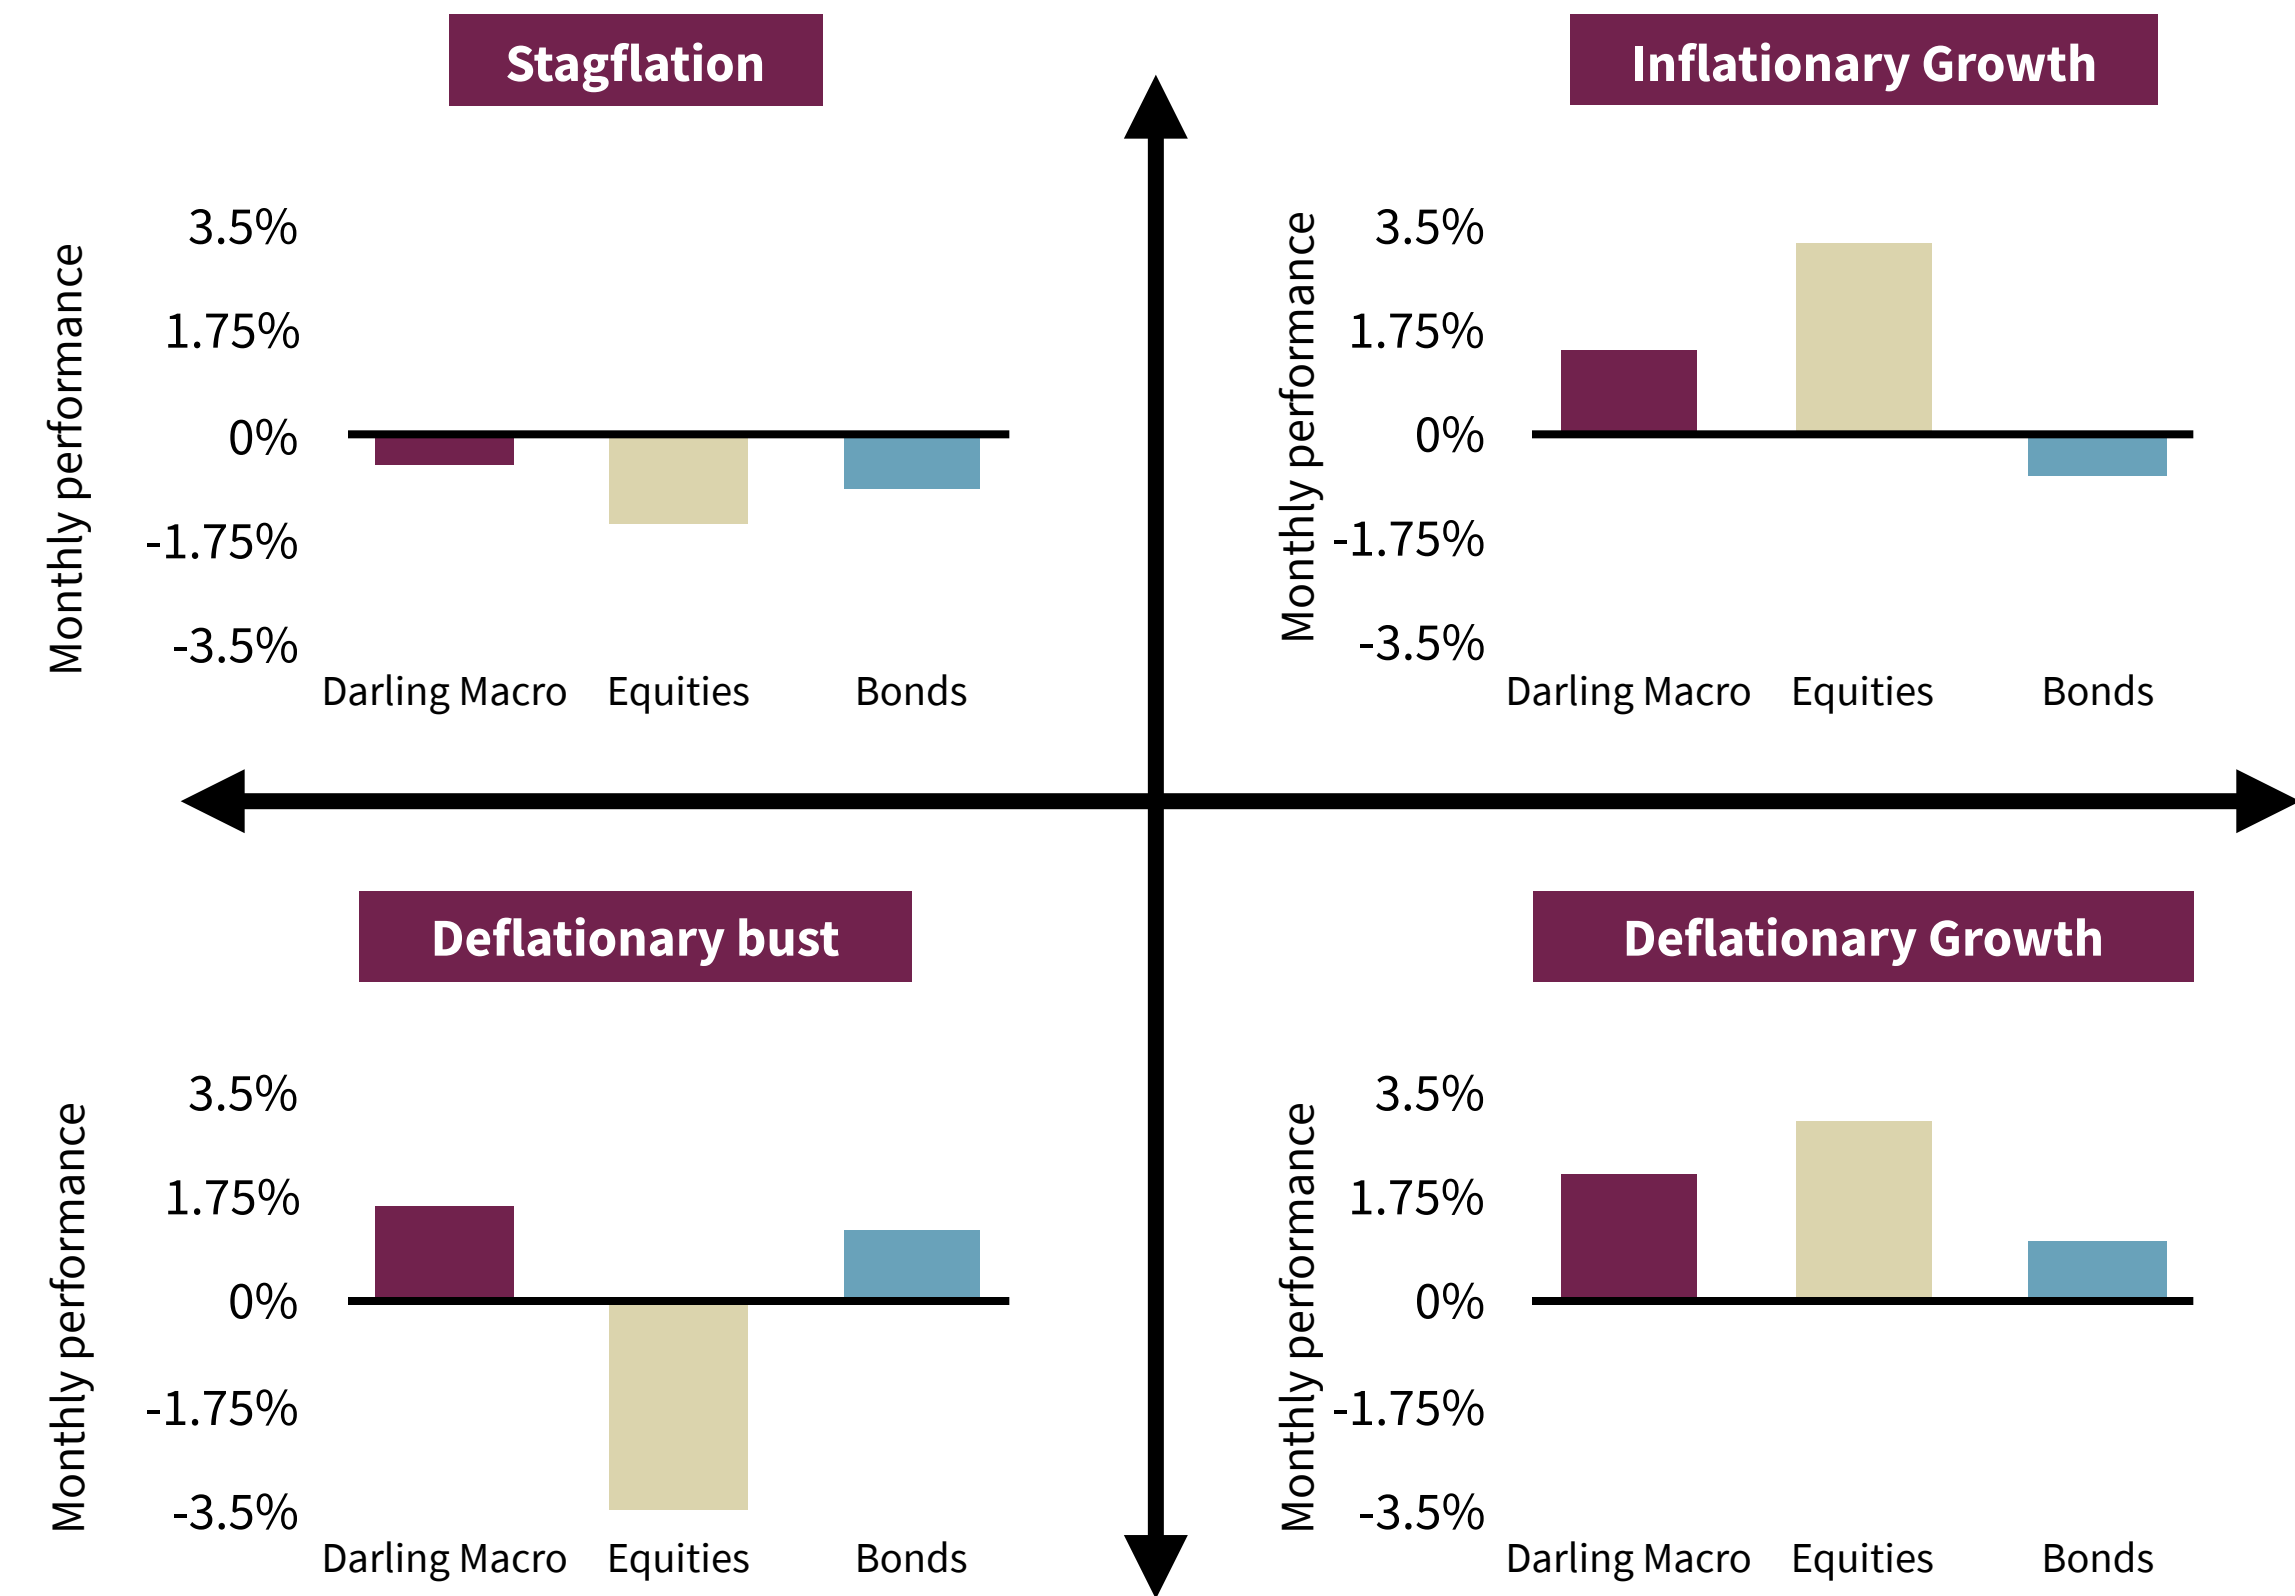 Stagflation
Monthly performance
3.5%
1.75%
0%
-1.75%
-3.5%
Darling Macro
Equities
Bonds
Inflationary Growth
Monthly performance
3.5%
1.75%
0%
-1.75%
-3.5%
Darling Macro
Equities
Bonds
Deflationary bust
Monthly performance
3.5%
1.75%
0%
-1.75%
-3.5%
Darling Macro
Equities
Bonds
Deflationary Growth
Monthly performance
3.5%
1.75%
0%
-1.75%
-3.5%
Darling Macro
Equities
Bonds